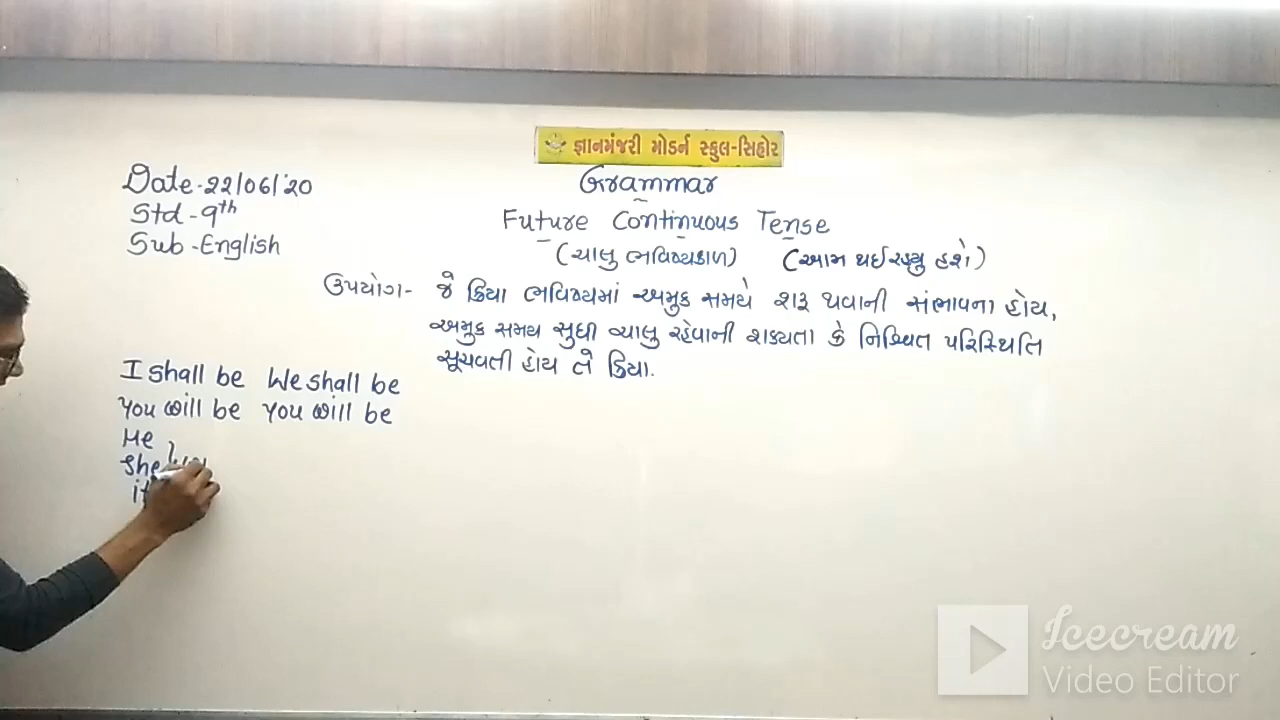 જ્ઞાનમંજરી મોડર્ન સ્કુલ-સિહોર
Date-22/06/'20
Grammar
Std-9th
Future Continuous Tense
Sub-English
(ચાલુ ભવિષ્યકાળ) (આમ થઈ રહ્યુ હશે)
ઉપયોગ- જે ક્રિયા ભવિષ્યમાં અમુક સમયે શરૂ થવાની સંભાવના હોય,
અમુક સમય સુધી ચાલુ રહેવાની શક્યતા કે નિશ્ચિત પરિસ્થિતિ
સૂચવતી હોય તે ક્રિયા.
I shall be We shall be
You will be You will be
He
She
it
Icecream
Video Editor